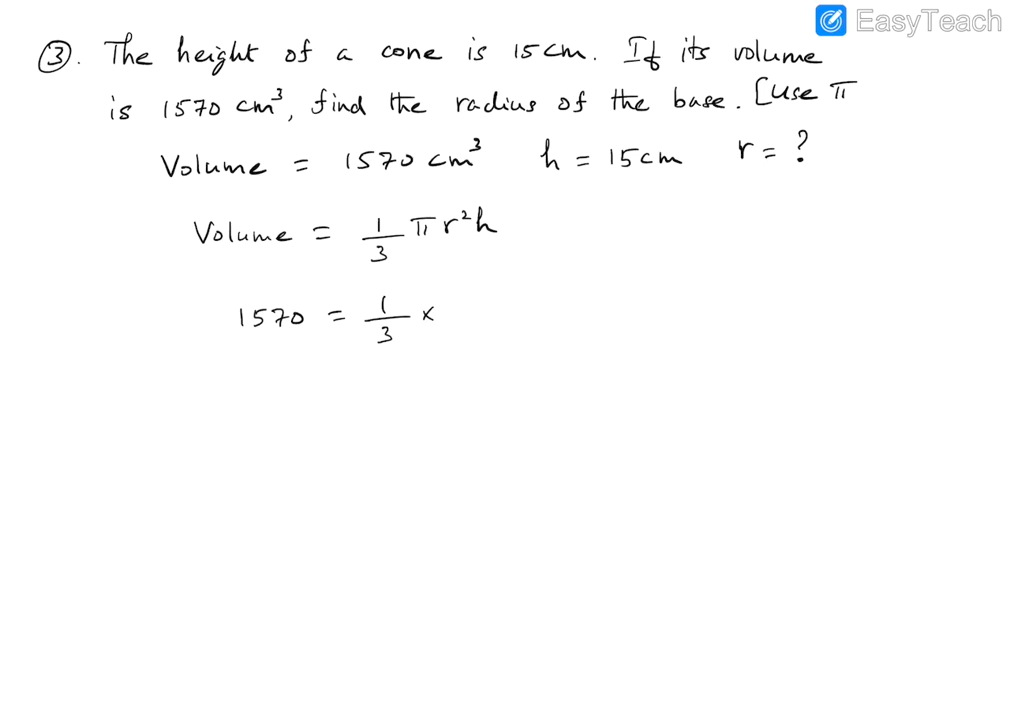 EasyTeach
③. The height of a cone is 15cm. If its volume
is 1570 cm³, find the radius of the base. [Use π
Volume = 1570 cm³ h = 15cm r = ?
Volume = 1/3 π r²h
1570 = 1/3 ×